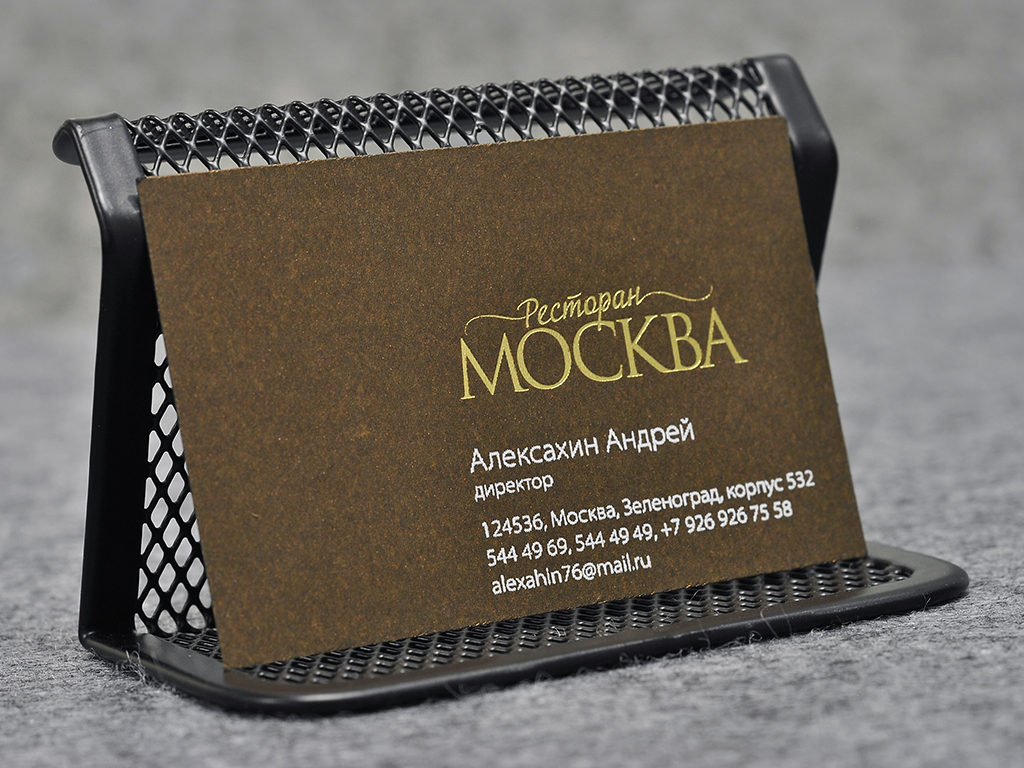 Ресторан
МОСКВА
Алексахин Андрей
директор
124536, Москва, Зеленоград, корпус 532
544 49 69, 544 49 49, +7 926 926 75 58
alexahin76@mail.ru